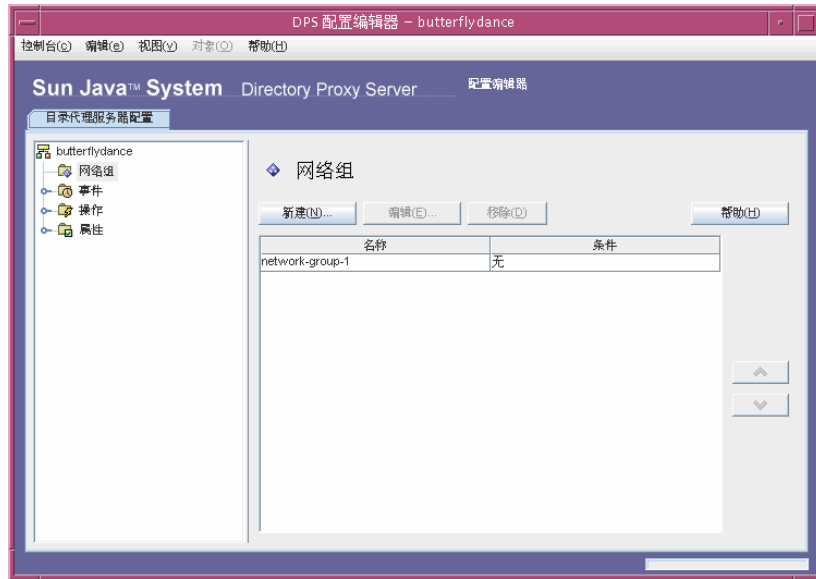 DPS 配置编辑器 – butterflydance
控制台(c) 编辑(e) 视图(v) 对象(O) 帮助(H)
Sun Java™ System Directory Proxy Server 配置编辑器
目录代理服务器配置
butterflydance
网络组
事件
操作
属性
网络组
新建(N)... 编辑(E)... 移除(D) 帮助(H)
名称 条件
network-group-1 无